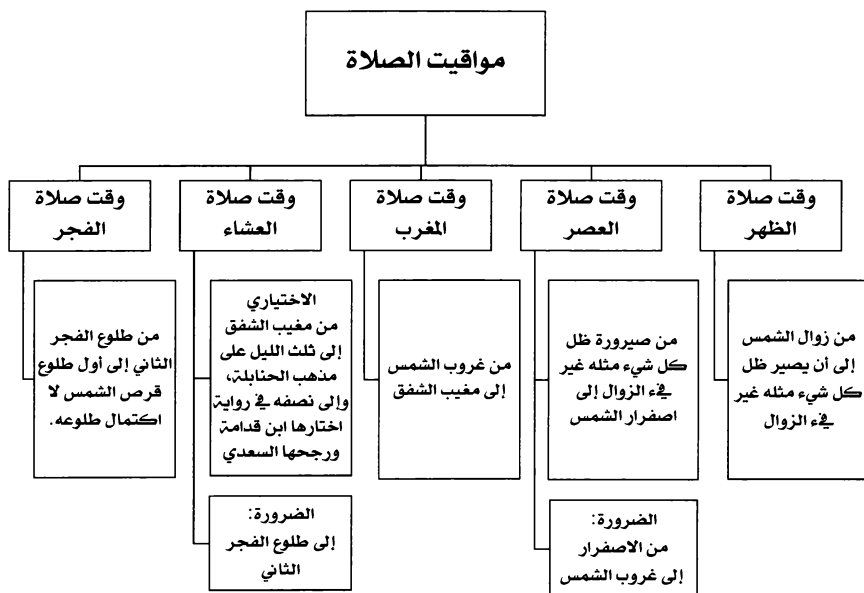 مواقيت الصلاة
وقت صلاة
الظهر
من زوال الشمس
إلى أن يصير ظل
كل شيء مثله غير
فيء الزوال
وقت صلاة
العصر
من صيرورة ظل
كل شيء مثله غير
فيء الزوال إلى
اصفرار الشمس
الضرورة:
من الاصفرار
إلى غروب الشمس
وقت صلاة
المغرب
من غروب الشمس
إلى مغيب الشفق
وقت صلاة
العشاء
الاختياري
من مغيب الشفق
إلى ثلث الليل على
مذهب الحنابلة،
وإلى نصفه في رواية
اختارها ابن قدامة
ورجحها السعدي
الضرورة:
إلى طلوع الفجر
الثاني
وقت صلاة
الفجر
من طلوع الفجر
الثاني إلى أول طلوع
قرص الشمس لا
اكتمال طلوعه.